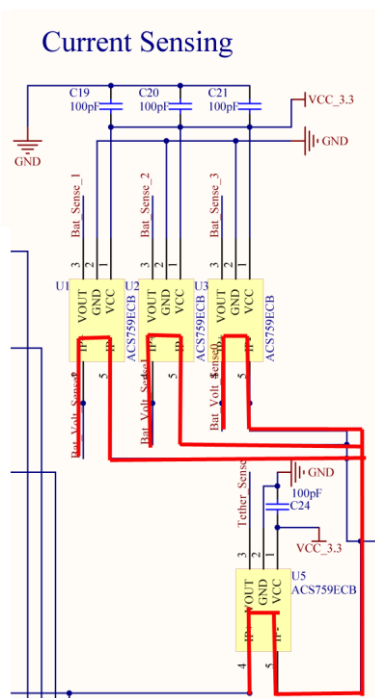 Current Sensing
C19
100pF
C20
100pF
C21
100pF
VCC_3.3
GND
GND
Bat_Sense_1
Bat_Sense_2
Bat_Sense_3
3
2
1
3
2
1
3
2
1
U1
VOUT
GND
VCC
ACS759ECB
U2
VOUT
GND
VCC
ACS759ECB
U3
VOUT
GND
VCC
ACS759ECB
5
5
5
Bat_Volt_Sense
Bat_Volt_Sense
Bat_Volt_Sense0
Tether_Sense
GND
100pF
C24
VCC_3.3
3
2
1
U5
ACS759ECB
VOUT
GND
VCC
4
5